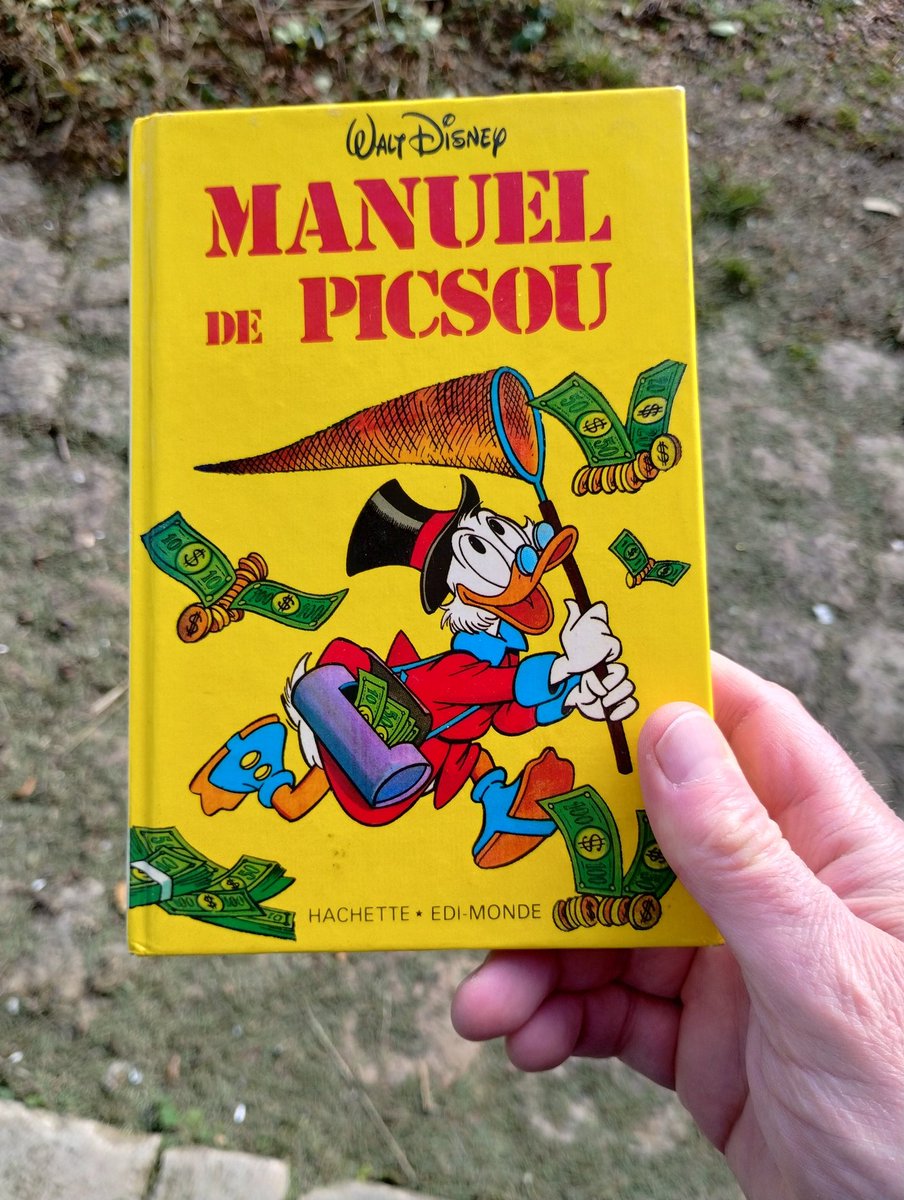 WALT DISNEY
MANUEL
DE PICSOU
HACHETTE ★ EDI-MONDE